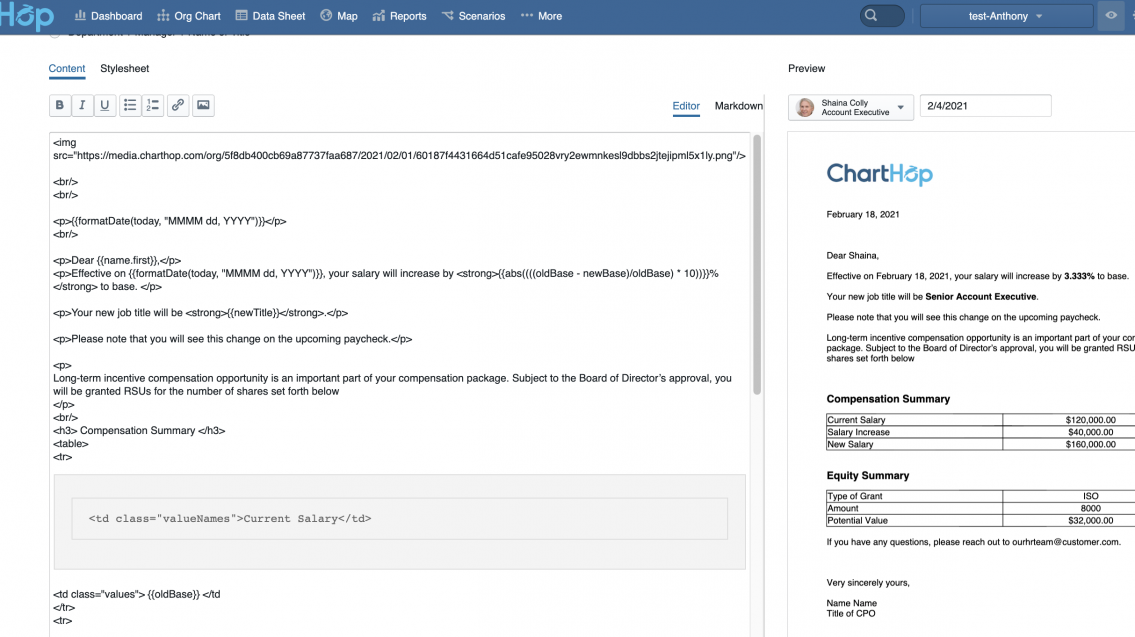 Hop
Dashboard Org Chart Data Sheet Map Reports Scenarios More
test-Anthony
Department / Manager / Name or Title
Content Stylesheet
B I U
Editor Markdown
<img
src="https://media.charthop.com/org/5f8db400cb69a87737faa687/2021/02/01/60187f4431664d51cafe95028vry2ewmnkesl9dbbs2jtejipml5x1ly.png"/>
<br/>
<br/>
<p>{{formatDate(today, "MMMM dd, YYYY")}}</p>
<br/>
<p>Dear {{name.first}},</p>
<p>Effective on {{formatDate(today, "MMMM dd, YYYY")}}, your salary will increase by <strong>{{abs((((oldBase - newBase)/oldBase) * 10))}}%
</strong> to base. </p>
<p>Your new job title will be <strong>{{newTitle}}</strong>.</p>
<p>Please note that you will see this change on the upcoming paycheck.</p>
<p>
Long-term incentive compensation opportunity is an important part of your compensation package. Subject to the Board of Director's approval, you
will be granted RSUs for the number of shares set forth below
</p>
<br/>
<h3> Compensation Summary </h3>
<table>
<tr>
<td class="valueNames">Current Salary</td>
<td class="values"> {{oldBase}} </td
</tr>
<tr>
Preview
Shaina Colly
Account Executive
2/4/2021
ChartHop
February 18, 2021
Dear Shaina,
Effective on February 18, 2021, your salary will increase by 3.333% to base.
Your new job title will be Senior Account Executive.
Please note that you will see this change on the upcoming paycheck.
Long-term incentive compensation opportunity is an important part of your cor
package. Subject to the Board of Director's approval, you will be granted RSU
shares set forth below
Compensation Summary
Current Salary $120,000.00
Salary Increase $40,000.00
New Salary $160,000.00
Equity Summary
Type of Grant ISO
Amount 8000
Potential Value $32,000.00
If you have any questions, please reach out to ourhrteam@customer.com.
Very sincerely yours,
Name Name
Title of CPO